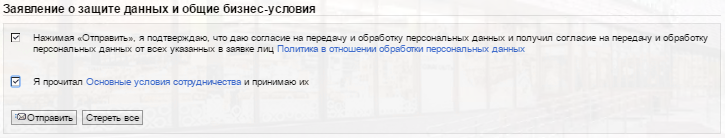 Заявление о защите данных и общие бизнес-условия
Нажимая «Отправить», я подтверждаю, что даю согласие на передачу и обработку персональных данных и получил согласие на передачу и обработку
персональных данных от всех указанных в заявке лиц Политика в отношении обработки персональных данных
Я прочитал Основные условия сотрудничества и принимаю их
Отправить Стереть все